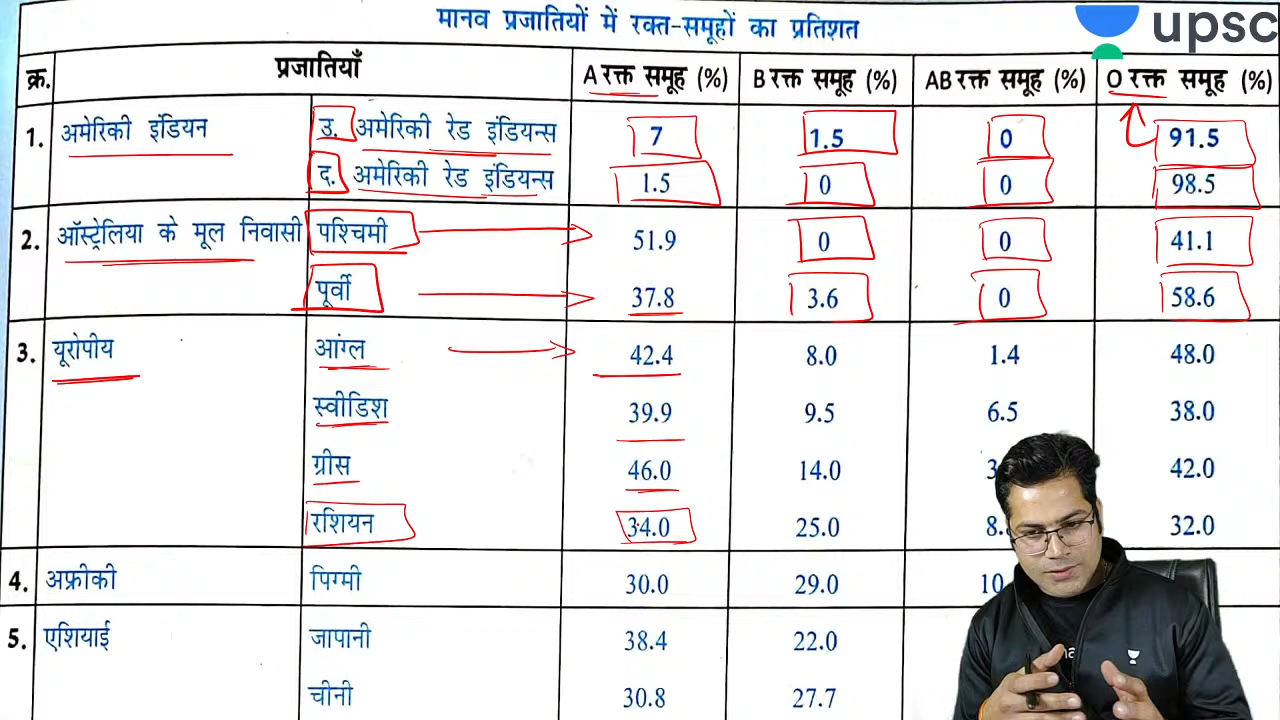 मानव प्रजातियों में रक्त-समूहों का प्रतिशत
upsc
क्र. प्रजातियाँ A रक्त समूह (%) B रक्त समूह (%) AB रक्त समूह (%) O रक्त समूह (%)
1. अमेरिकी इंडियन उ. अमेरिकी रेड इंडियन्स 7 1.5 0 91.5
द. अमेरिकी रेड इंडियन्स 1.5 0 0 98.5
2. ऑस्ट्रेलिया के मूल निवासी पश्चिमी 51.9 0 0 41.1
पूर्वी 37.8 3.6 0 58.6
3. यूरोपीय आंग्ल 42.4 8.0 1.4 48.0
स्वीडिश 39.9 9.5 6.5 38.0
ग्रीस 46.0 14.0 42.0
रशियन 34.0 25.0 32.0
4. अफ्रीकी पिग्मी 30.0 29.0
5. एशियाई जापानी 38.4 22.0
चीनी 30.8 27.7